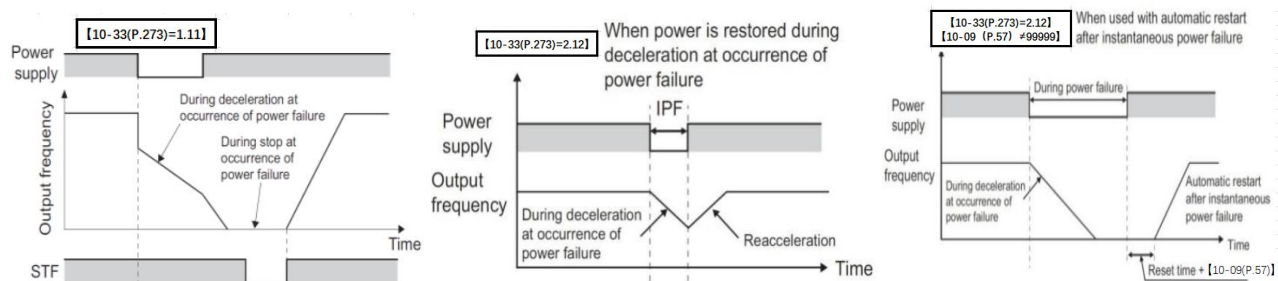 【10-33(P.273)=1.11】
Power
supply
Output frequency
During deceleration at
occurrence of power failure
During stop at
occurrence of
power failure
Time
STF
【10-33(P.273)=2.12】
When power is restored during
deceleration at occurrence of
power failure
IPF
Power
supply
Output
frequency
During deceleration
at occurrence of
power failure
Reacceleration
Time
【10-33(P.273)=2.12】
【10-09（P.57）≠99999】
When used with automatic restart
after instantaneous power failure
During power failure
Power
supply
Output
frequency
During deceleration
at occurrence of
power failure
Automatic restart
after instantaneous
power failure
Time
Reset time +【10-09(P.57)】